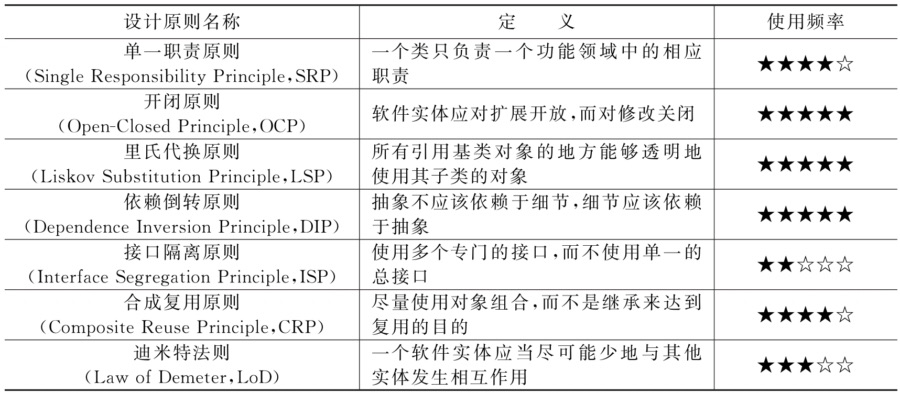 设计原则名称 定 义 使用频率
单一职责原则
(Single Responsibility Principle,SRP)
一个类只负责一个功能领域中的相应
职责
★★★★☆
开闭原则
(Open-Closed Principle,OCP)
软件实体应对扩展开放,而对修改关闭
★★★★★
里氏代换原则
(Liskov Substitution Principle,LSP)
所有引用基类对象的地方能够透明地
使用其子类的对象
★★★★★
依赖倒转原则
(Dependence Inversion Principle,DIP)
抽象不应该依赖于细节,细节应该依赖
于抽象
★★★★★
接口隔离原则
(Interface Segregation Principle,ISP)
使用多个专门的接口,而不使用单一的
总接口
★★☆☆☆
合成复用原则
(Composite Reuse Principle,CRP)
尽量使用对象组合,而不是继承来达到
复用的目的
★★★★☆
迪米特法则
(Law of Demeter,LoD)
一个软件实体应当尽可能少地与其他
实体发生相互作用
★★★☆☆